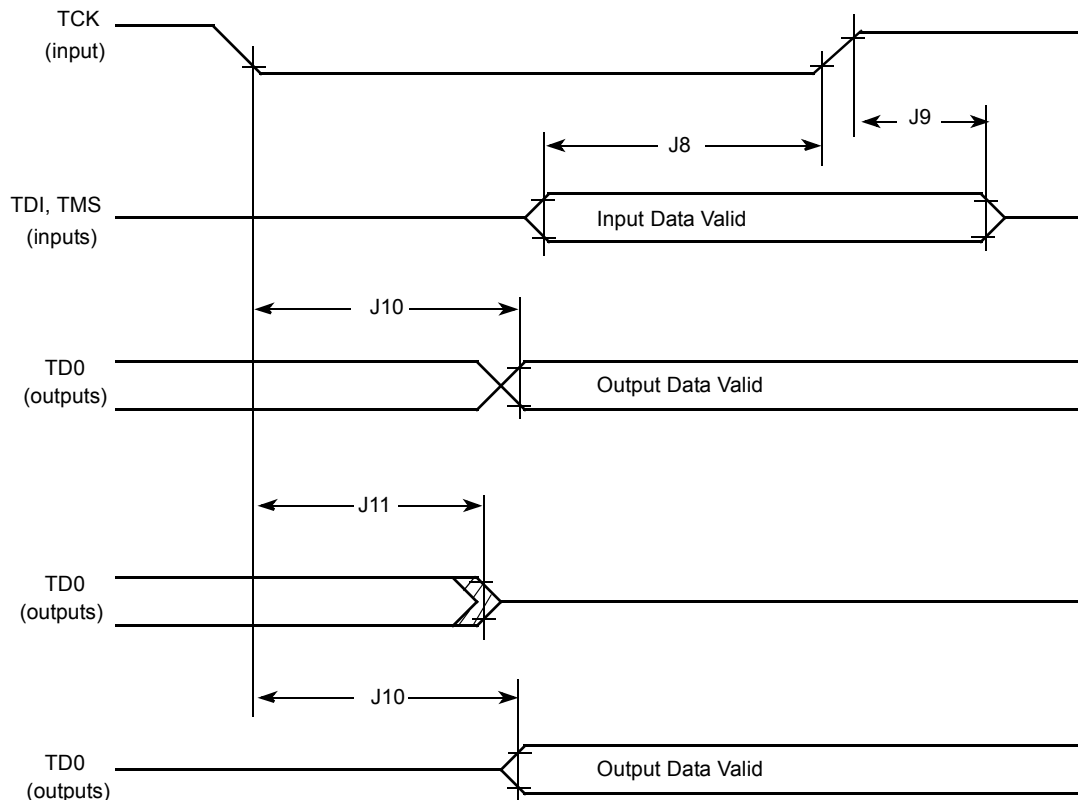 TCK
(input)
J9
J8
TDI, TMS
(inputs)
Input Data Valid
J10
TD0
(outputs)
Output Data Valid
J11
TD0
(outputs)
J10
TD0
(outputs)
Output Data Valid